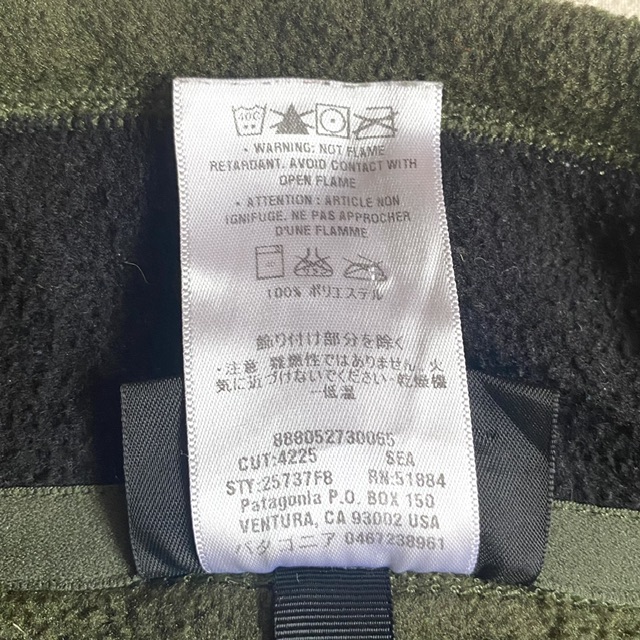 40C
• WARNING: NOT FLAME
RETARDANT. AVOID CONTACT WITH
OPEN FLAME
• ATTENTION : ARTICLE NON
IGNIFUGE. NE PAS APPROCHER
D'UNE FLAMME
100% ポリエステル
飾り付け部分を除く
・注意 難燃性ではありません。火
気に近づけないでください・乾燥機
―低温
888052730065
CUT:4225 SEA
STY:25737F8 RN:51884
Patagonia P.O. BOX 150
VENTURA, CA 93002 USA
パタゴニア 0467238961